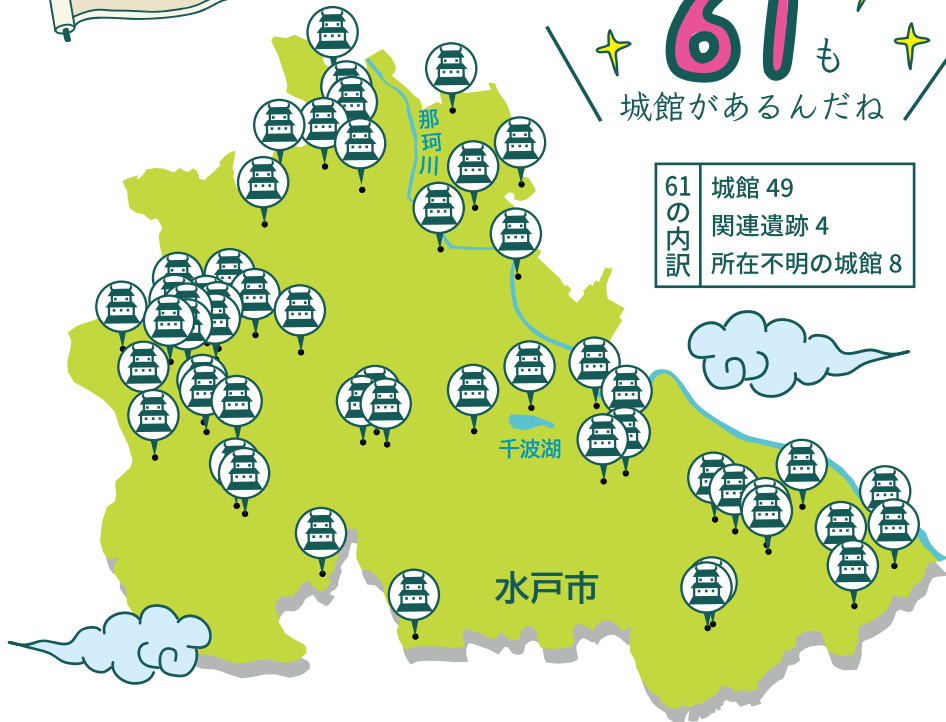 61も
城館があるんだね
61の内訳
城館 49
関連遺跡 4
所在不明の城館 8
那珂川
千波湖
水戸市